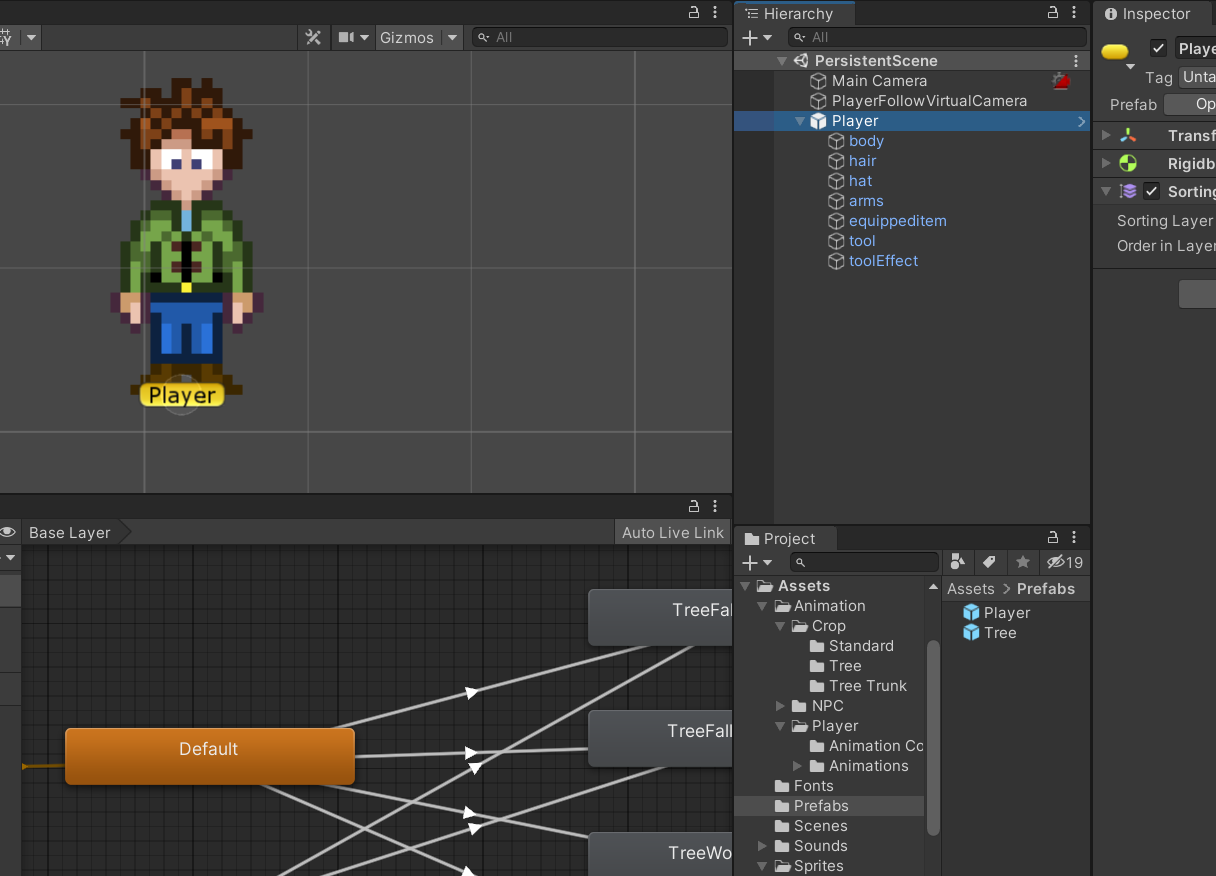 Hierarchy
Inspector
Gizmos
All
All
Playe
PersistentScene
Tag Unta
Main Camera
PlayerFollowVirtualCamera
Prefab Op
Player
body
Transf
hair
Rigidb
hat
Sorting
arms
equippeditem
Sorting Layer
tool
Order in Layer
toolEffect
Player
Base Layer
Auto Live Link
Project
19
Assets
Assets > Prefabs
Animation
Player
Crop
Tree
Standard
Tree
Tree Trunk
NPC
Player
Animation Co
Animations
Fonts
Prefabs
Scenes
Sounds
Sprites
TreeFal
TreeFall
Default
TreeWo